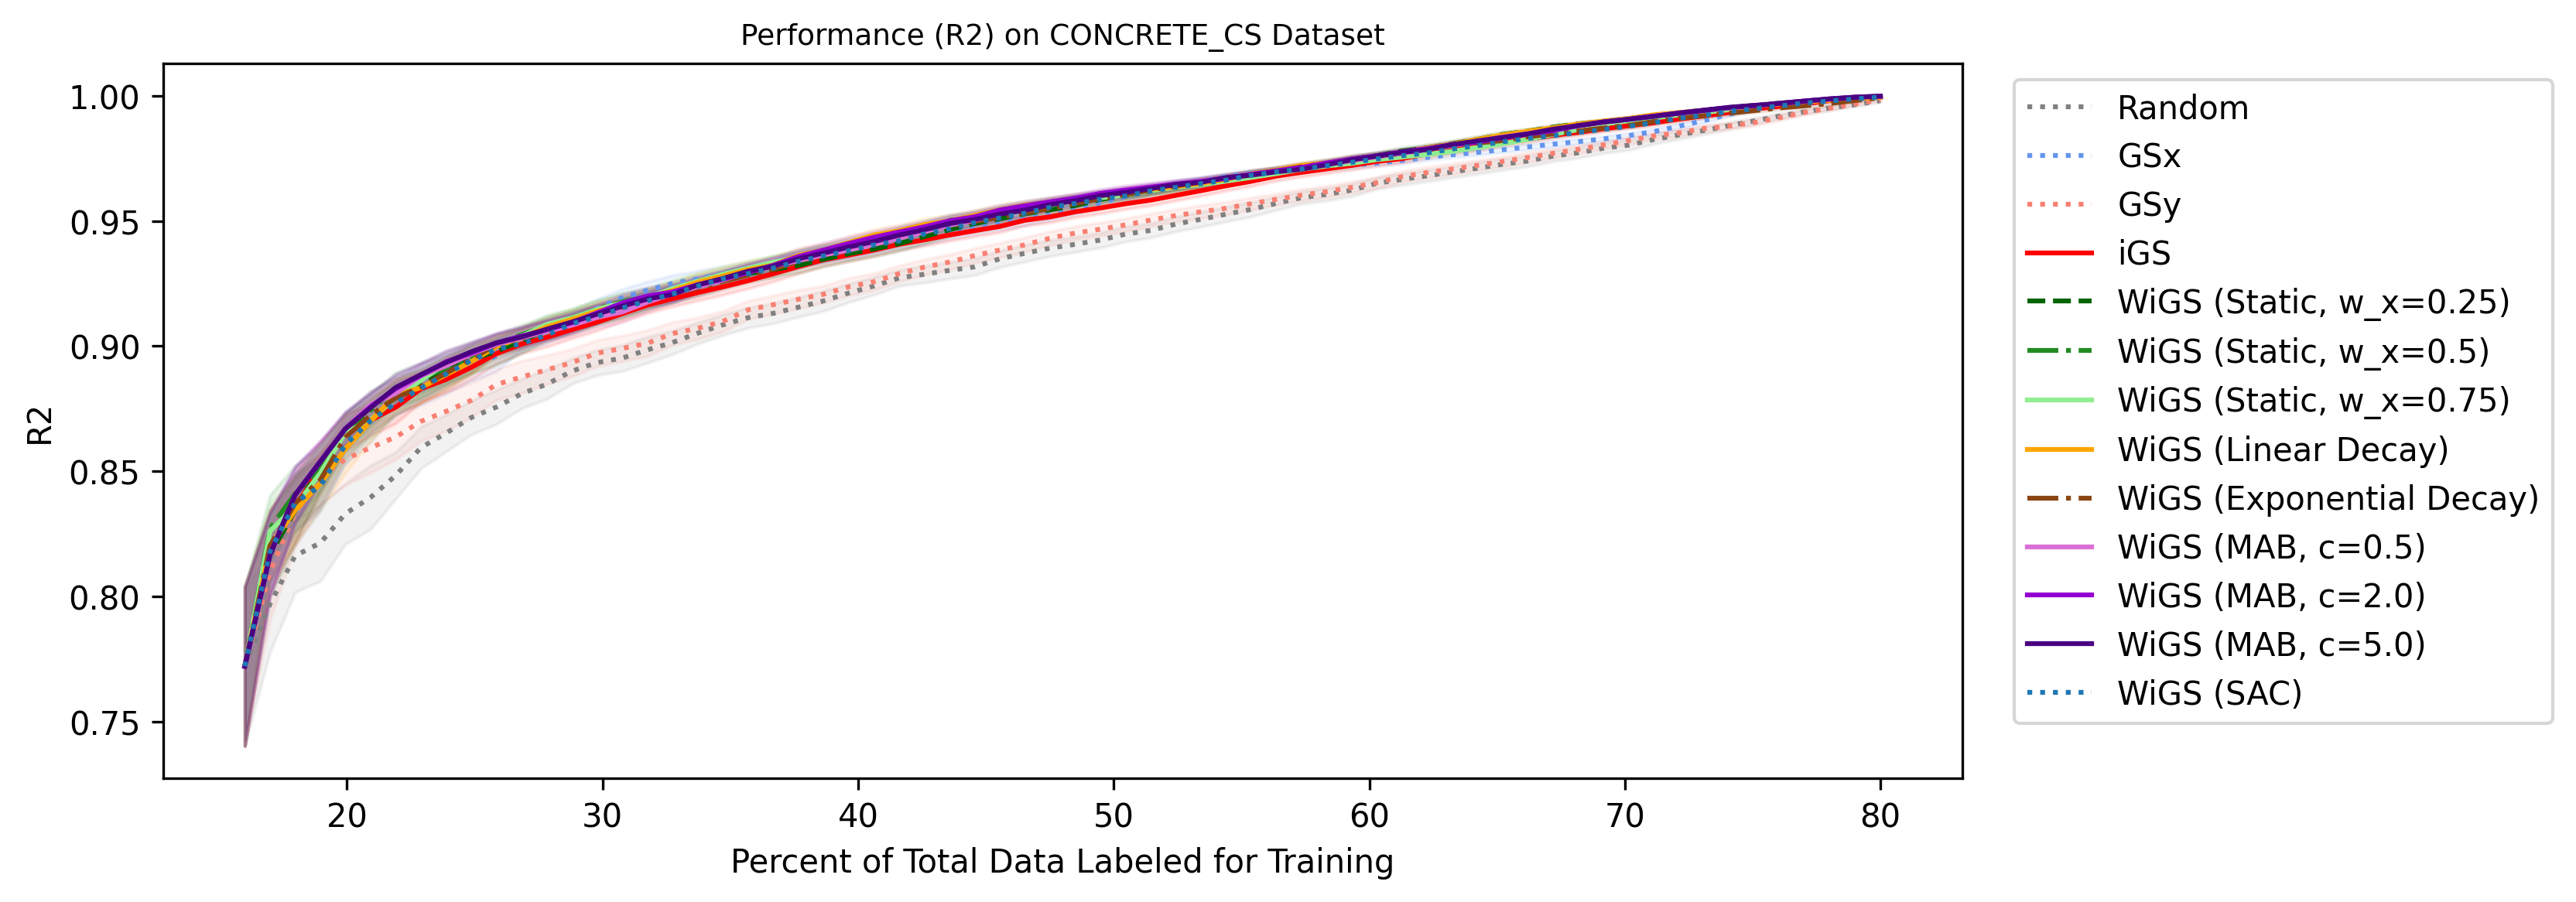 Performance (R2) on CONCRETE_CS Dataset
R2
1.00
0.95
0.90
0.85
0.80
0.75
20 30 40 50 60 70 80
Percent of Total Data Labeled for Training
Random
GSx
GSy
iGS
WiGS (Static, w_x=0.25)
WiGS (Static, w_x=0.5)
WiGS (Static, w_x=0.75)
WiGS (Linear Decay)
WiGS (Exponential Decay)
WiGS (MAB, c=0.5)
WiGS (MAB, c=2.0)
WiGS (MAB, c=5.0)
WiGS (SAC)